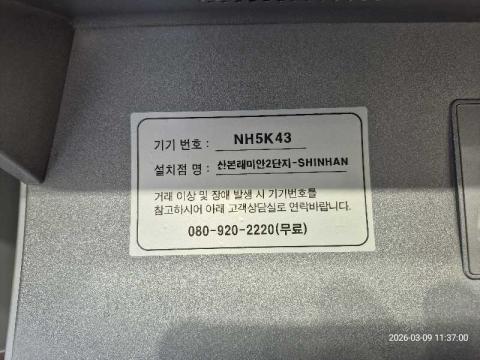 기기 번호 : NH5K43
설치점 명 : 산본래미안2단지-SHINHAN
거래 이상 및 장애 발생 시 기기번호를
참고하시어 아래 고객상담실로 연락바랍니다.
080-920-2220(무료)
2026-03-09 11:37:00